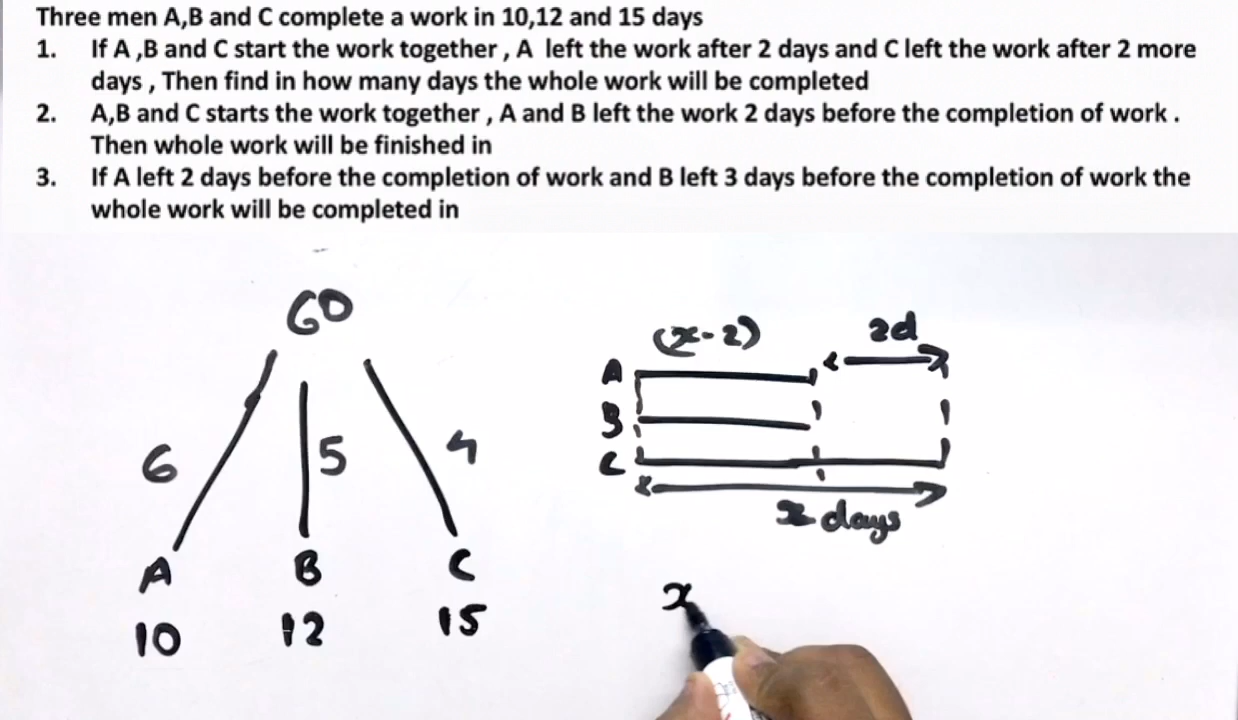 Three men A,B and C complete a work in 10,12 and 15 days
1. If A ,B and C start the work together , A left the work after 2 days and C left the work after 2 more
days , Then find in how many days the whole work will be completed
2. A,B and C starts the work together , A and B left the work 2 days before the completion of work .
Then whole work will be finished in
3. If A left 2 days before the completion of work and B left 3 days before the completion of work the
whole work will be completed in
60
6 5 4
A B C
10 12 15
(x-2) 2d
A
B
C
x days
x